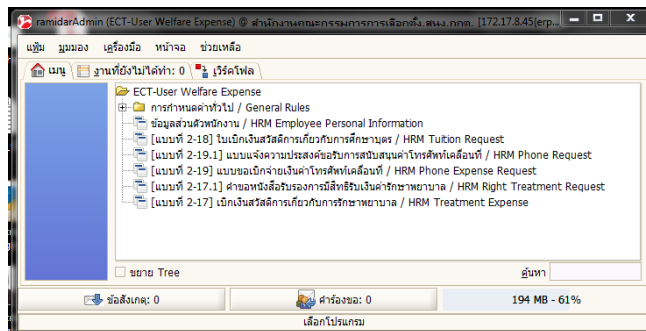 ramidarAdmin (ECT-User Welfare Expense) @ สำนักงานคณะกรรมการการเลือกตั้ง.สนง.กกต. [172.17.8.45{erp...
แฟ้ม มุมมอง เครื่องมือ หน้าจอ ช่วยเหลือ
เมนู งานที่ยังไม่ได้ทำ: 0 เวิร์คโฟล
ECT-User Welfare Expense
การกำหนดค่าทั่วไป / General Rules
ข้อมูลส่วนตัวพนักงาน / HRM Employee Personal Information
[แบบที่ 2-18] ใบเบิกเงินสวัสดิการเกี่ยวกับการศึกษาบุตร / HRM Tuition Request
[แบบที่ 2-19.1] แบบแจ้งความประสงค์ขอรับการสนับสนุนค่าโทรศัพท์เคลื่อนที่ / HRM Phone Request
[แบบที่ 2-19] แบบขอเบิกจ่ายเงินค่าโทรศัพท์เคลื่อนที่ / HRM Phone Expense Request
[แบบที่ 2-17.1] คำขอหนังสือรับรองการมีสิทธิรับเงินค่ารักษาพยาบาล / HRM Right Treatment Request
[แบบที่ 2-17] เบิกเงินสวัสดิการเกี่ยวกับการรักษาพยาบาล / HRM Treatment Expense
ขยาย Tree ค้นหา
ข้อสังเกต: 0 คำร้องขอ: 0 194 MB - 61%
เลือกโปรแกรม